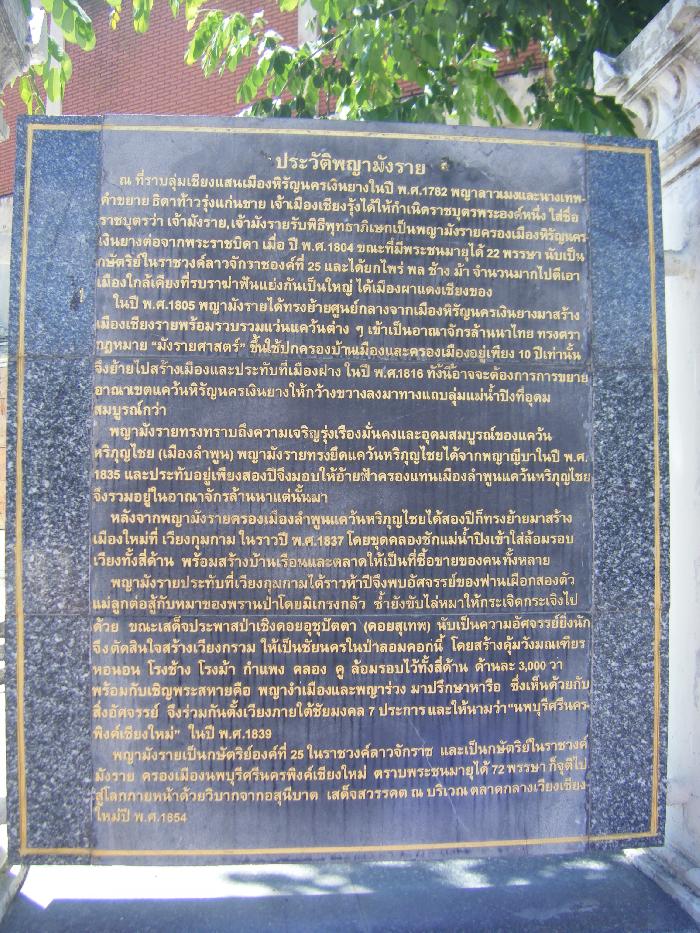 ประวัติพญามังราย
ณ ที่ราบลุ่มเชียงแสนเมืองหิรัญนครเงินยางในปี พ.ศ.1782 พญาลาวเมงและนางเทพ-
คำขยาย ธิดาท้าวรุ่งแก่นชาย เจ้าเมืองเชียงรุ้งได้ให้กำเนิดราชบุตรพระองค์หนึ่ง ใส่ชื่อ
ราชบุตรว่า เจ้ามังราย,เจ้ามังรายรับพิธีพุทธาภิเษกเป็นพญามังรายครองเมืองหิรัญนคร
เงินยางต่อจากพระราชบิดา เมื่อ ปี พ.ศ.1804 ขณะที่มีพระชนมายุได้ 22 พรรษา นับเป็น
กษัตริย์ในราชวงค์ลาวจักราชองค์ที่ 25 และได้ยกไพร่ พล ช้าง ม้า จำนวนมากไปตีเอา
เมืองใกล้เคียงที่รบราฆ่าฟันแย่งกันเป็นใหญ่ ได้เมืองผาแดงเชียงของ
ในปี พ.ศ.1805 พญามังรายได้ทรงย้ายศูนย์กลางจากเมืองหิรัญนครเงินยางมาสร้าง
เมืองเชียงรายพร้อมรวบรวมแว่นแคว้นต่าง ๆ เข้าเป็นอาณาจักรล้านนาไทย ทรงตรา
กฎหมาย "มังรายศาสตร์" ขึ้นใช้ปกครองบ้านเมืองและครองเมืองอยู่เพียง 10 ปีเท่านั้น
จึงย้ายไปสร้างเมืองและประทับที่เมืองฝาง ในปี พ.ศ.1816 ทั้งนี้อาจจะต้องการการขยาย
อาณาเขตแคว้นหิรัญนครเงินยางให้กว้างขวางลงมาทางแถบลุ่มแม่น้ำปิงที่อุดม
สมบูรณ์กว่า
พญามังรายทรงทราบถึงความเจริญรุ่งเรืองมั่นคงและอุดมสมบูรณ์ของแคว้น
หริภุญไชย (เมืองลำพูน) พญามังรายทรงยึดแคว้นหริภุญไชยได้จากพญายีบาในปี พ.ศ.
1835 และประทับอยู่เพียงสองปีจึงมอบให้อ้ายฟ้าครองแทนเมืองลำพูนแคว้นหริภุญไชย
จึงรวมอยู่ในอาณาจักรล้านนาแต่นั้นมา
หลังจากพญามังรายครองเมืองลำพูนแคว้นหริภุญไชยได้สองปีก็ทรงย้ายมาสร้าง
เมืองใหม่ที่ เวียงกุมกาม ในราวปี พ.ศ.1837 โดยขุดคลองชักแม่น้ำปิงเข้าใส่ล้อมรอบ
เวียงทั้งสี่ด้าน พร้อมสร้างบ้านเรือนและตลาดให้เป็นที่ซื้อขายของคนทั้งหลาย
พญามังรายประทับที่เวียงกุมกามได้ราวห้าปีจึงพบอัศจรรย์ของฟานเผือกสองตัว
แม่ลูกต่อสู้กับหมาของพรานป่าโดยมิเกรงกลัว ซ้ำยังขับไล่หมาให้กระเจิดกระเจิงไป
ด้วย ขณะเสด็จประพาสป่าเชิงดอยอุชุปัตตา (ดอยสุเทพ) นับเป็นความอัศจรรย์ยิ่งนัก
จึง ตัดสินใจสร้างเวียงกรวม ให้เป็นชัยนครในป่าลอมคอกนี้ โดยสร้างคุ้มวังมณเฑียร
หอนอน โรงช้าง โรงม้า กำแพง คลอง คู ล้อมรอบไว้ทั้งสี่ด้าน ด้านละ 3,000 วา
พร้อมกับเชิญพระสหายคือ พญางำเมืองและพญาร่วง มาปรึกษาหารือ ซึ่งเห็นด้วยกับ
สิ่งอัศจรรย์ จึงร่วมกันตั้งเวียงภายใต้ชัยมงคล 7 ประการ และให้นามว่า"นพบุรีศรีนคร-
พิงค์เชียงใหม่" ในปี พ.ศ.1839
พญามังรายเป็นกษัตริย์องค์ที่ 25 ในราชวงค์ลาวจักราช และเป็นกษัตริย์ในราชวงค์
มังราย ครองเมืองนพบุรีศรีนครพิงค์เชียงใหม่ ตราบพระชนมายุได้ 72 พรรษา ก็จุติไป
สู่โลกภายหน้าด้วยวิบากจากอสุนีบาต เสด็จสวรรคต ณ บริเวณ ตลาดกลางเวียงเชียง-
ใหม่ปี พ.ศ.1854